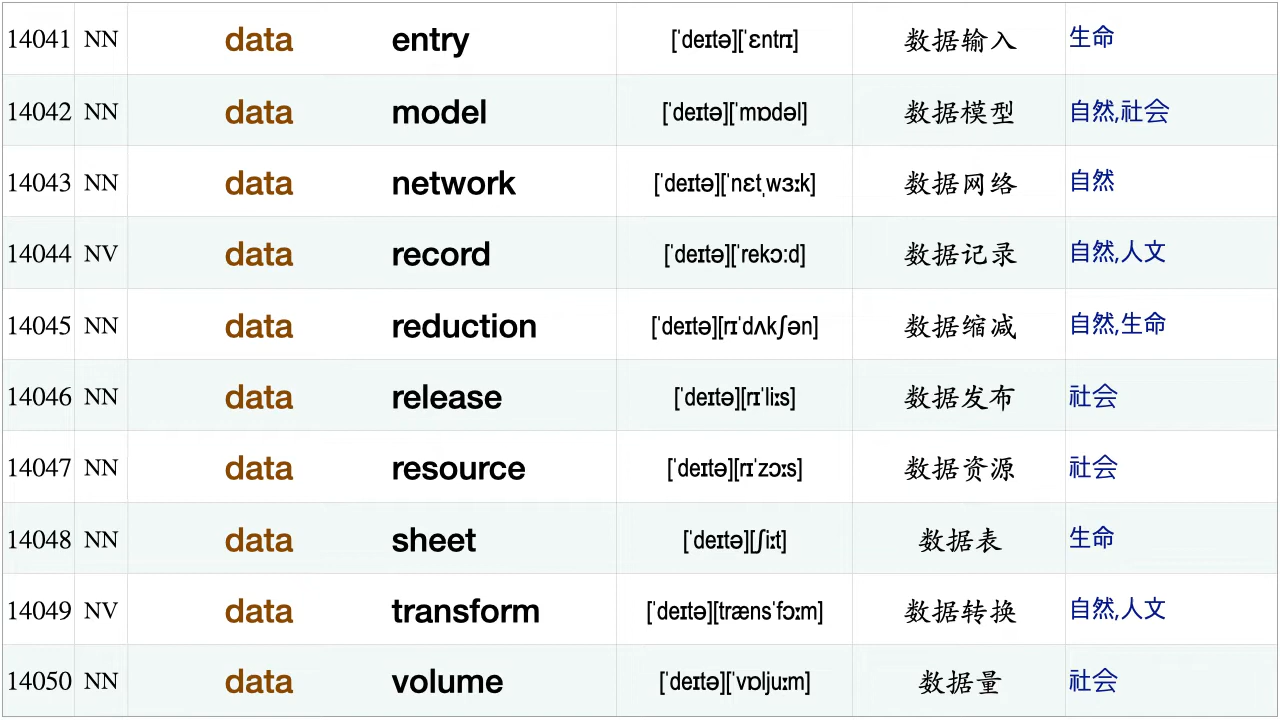 14041 NN data entry [ˈdeɪtə][ˈɛntrɪ] 数据输入 生命
14042 NN data model [ˈdeɪtə][ˈmɒdəl] 数据模型 自然,社会
14043 NN data network [ˈdeɪtə][ˈnɛtˌwɜːk] 数据网络 自然
14044 NV data record [ˈdeɪtə][ˈrekɔ:d] 数据记录 自然,人文
14045 NN data reduction [ˈdeɪtə][rɪˈdʌkʃən] 数据缩减 自然,生命
14046 NN data release [ˈdeɪtə][rɪˈliːs] 数据发布 社会
14047 NN data resource [ˈdeɪtə][rɪˈzɔːs] 数据资源 社会
14048 NN data sheet [ˈdeɪtə][ʃiːt] 数据表 生命
14049 NV data transform [ˈdeɪtə][trænsˈfɔːm] 数据转换 自然,人文
14050 NN data volume [ˈdeɪtə][ˈvɒljuːm] 数据量 社会